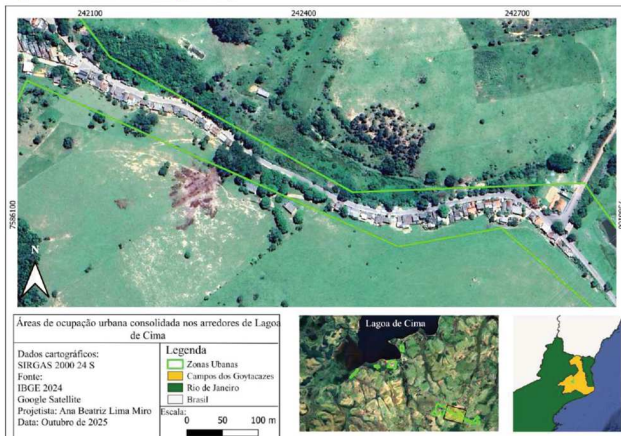 242100
242400
242700
7586100
7586100
N
Áreas de ocupação urbana consolidada nos arredores de Lagoa
de Cima
Dados cartográficos:
SIRGAS 2000 24 S
Fonte:
IBGE 2024
Google Satellite
Projetista: Ana Beatriz Lima Miro
Data: Outubro de 2025
Legenda
Zonas Ubanas
Campos dos Goytacazes
Rio de Janeiro
Brasil
Escala:
0 50 100 m
Lagoa de Cima